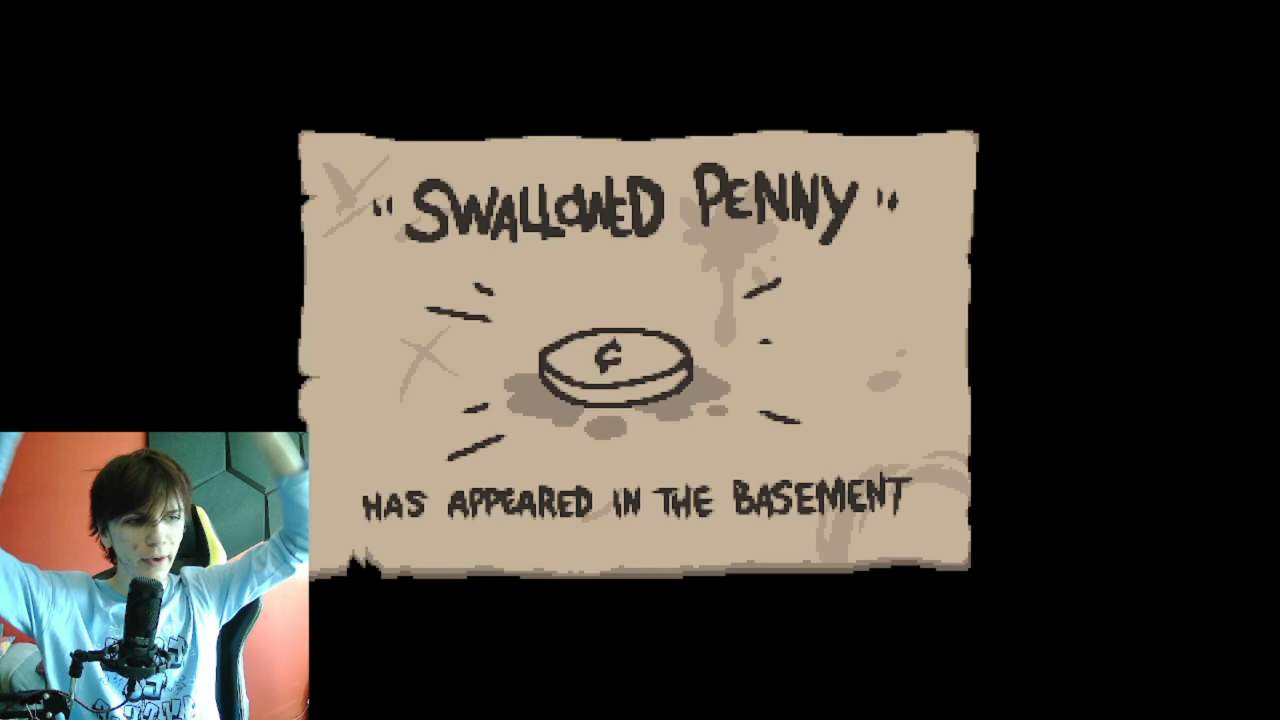 "SWALLOWED PENNY"
¢
HAS APPEARED IN THE BASEMENT